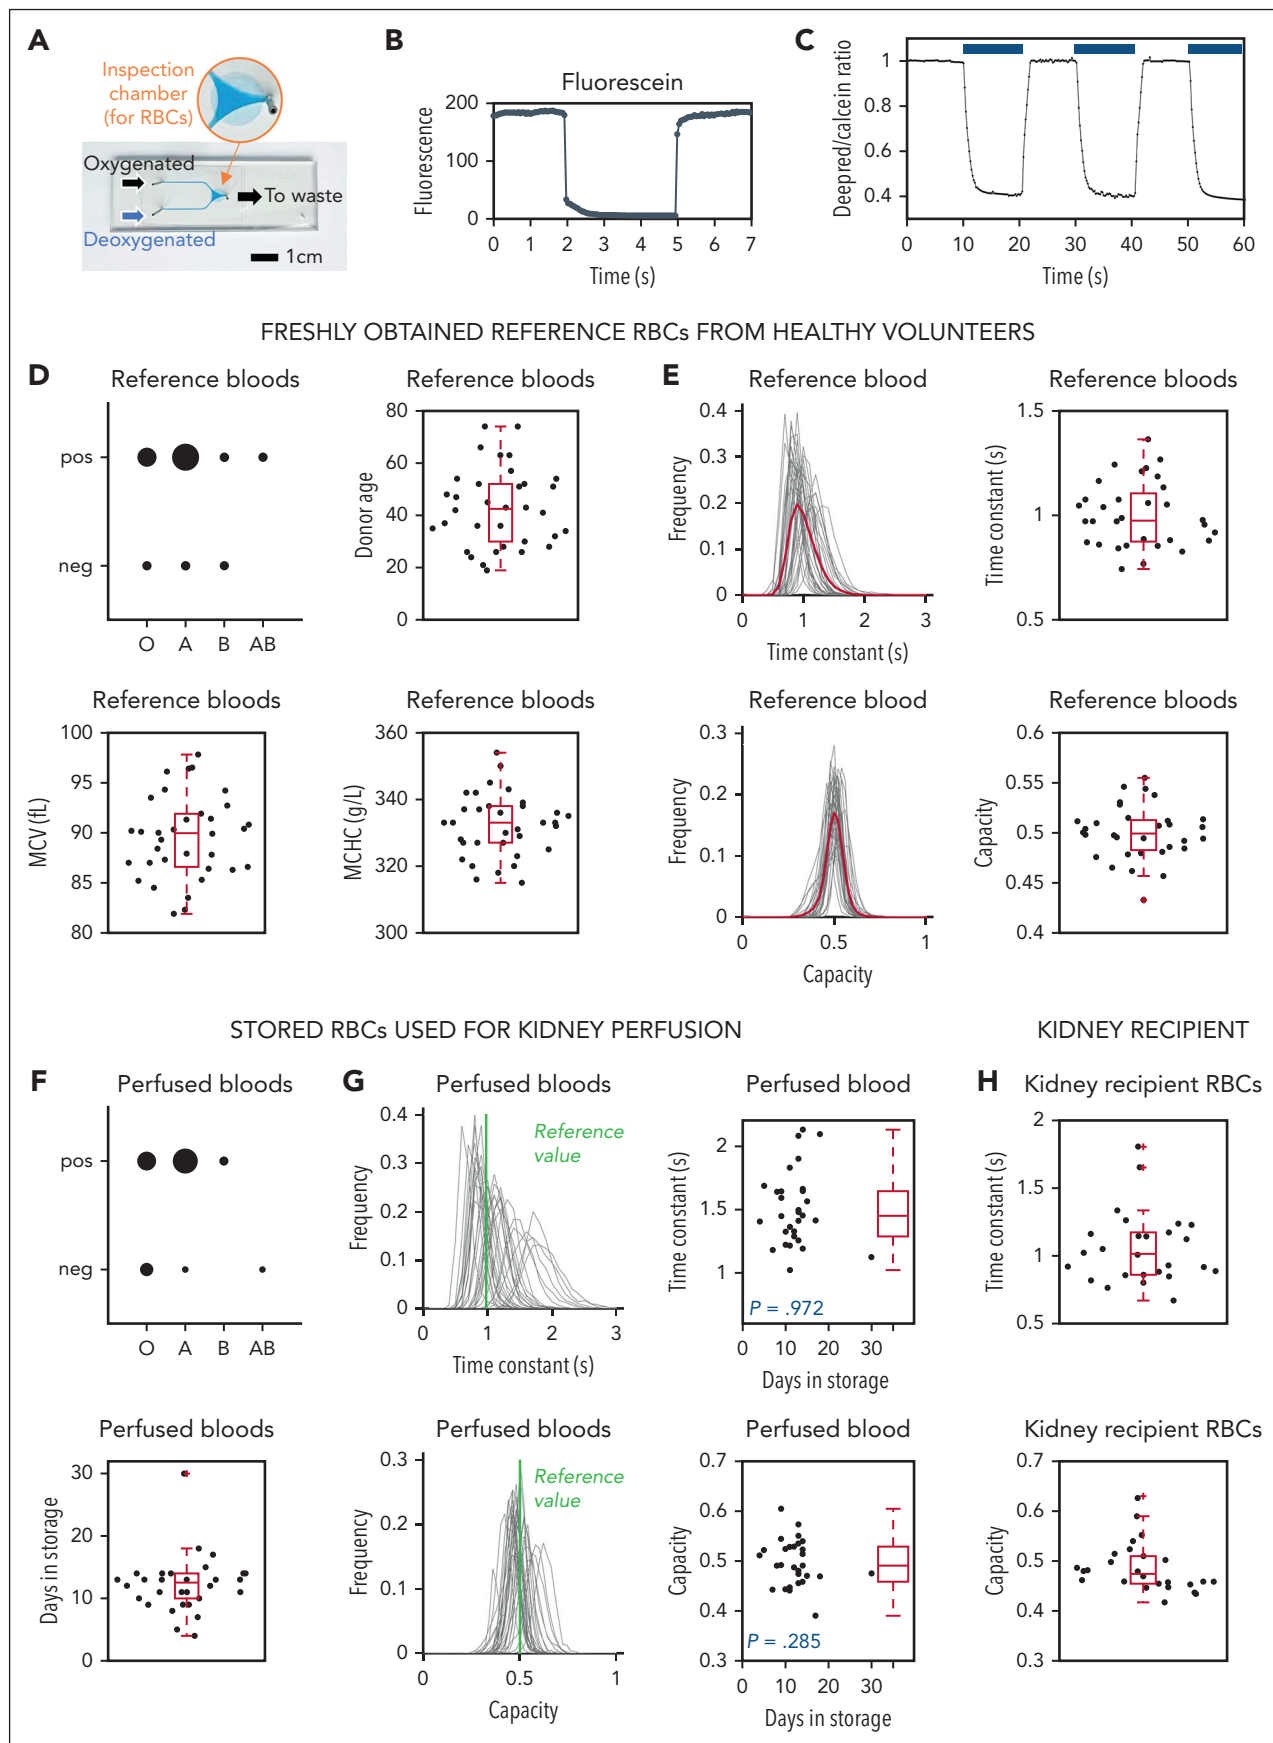 A
Inspection
chamber
(for RBCs)
Oxygenated
To waste
Deoxygenated
1cm
B
Fluorescein
Fluorescence
200
100
0
0 1 2 3 4 5 6 7
Time (s)
C
Deepred/calcein ratio
1
0.8
0.6
0.4
0 10 20 30 40 50 60
Time (s)
FRESHLY OBTAINED REFERENCE RBCs FROM HEALTHY VOLUNTEERS
D
Reference bloods
pos
neg
O A B AB
Reference bloods
Donor age
80
60
40
20
0
E
Reference blood
Frequency
0.4
0.3
0.2
0.1
0
0 1 2 3
Time constant (s)
Reference bloods
Time constant (s)
1.5
1
0.5
Reference bloods
MCV (fL)
100
95
90
85
80
Reference bloods
MCHC (g/L)
360
340
320
300
Reference blood
Frequency
0.3
0.2
0.1
0
0 0.5 1
Capacity
Reference bloods
Capacity
0.6
0.55
0.5
0.45
0.4
STORED RBCs USED FOR KIDNEY PERFUSION
KIDNEY RECIPIENT
F
Perfused bloods
pos
neg
O A B AB
G
Perfused bloods
Reference
value
Frequency
0.4
0.3
0.2
0.1
0
0 1 2 3
Time constant (s)
Perfused blood
Time constant (s)
2
1.5
1
P = .972
0 10 20 30
Days in storage
H
Kidney recipient RBCs
Time constant (s)
2
1.5
1
0.5
Perfused bloods
Days in storage
30
20
10
0
Perfused bloods
Reference
value
Frequency
0.3
0.2
0.1
0
0 0.5 1
Capacity
Perfused blood
Capacity
0.7
0.6
0.5
0.4
0.3
P = .285
0 10 20 30
Days in storage
Kidney recipient RBCs
Capacity
0.7
0.6
0.5
0.4
0.3